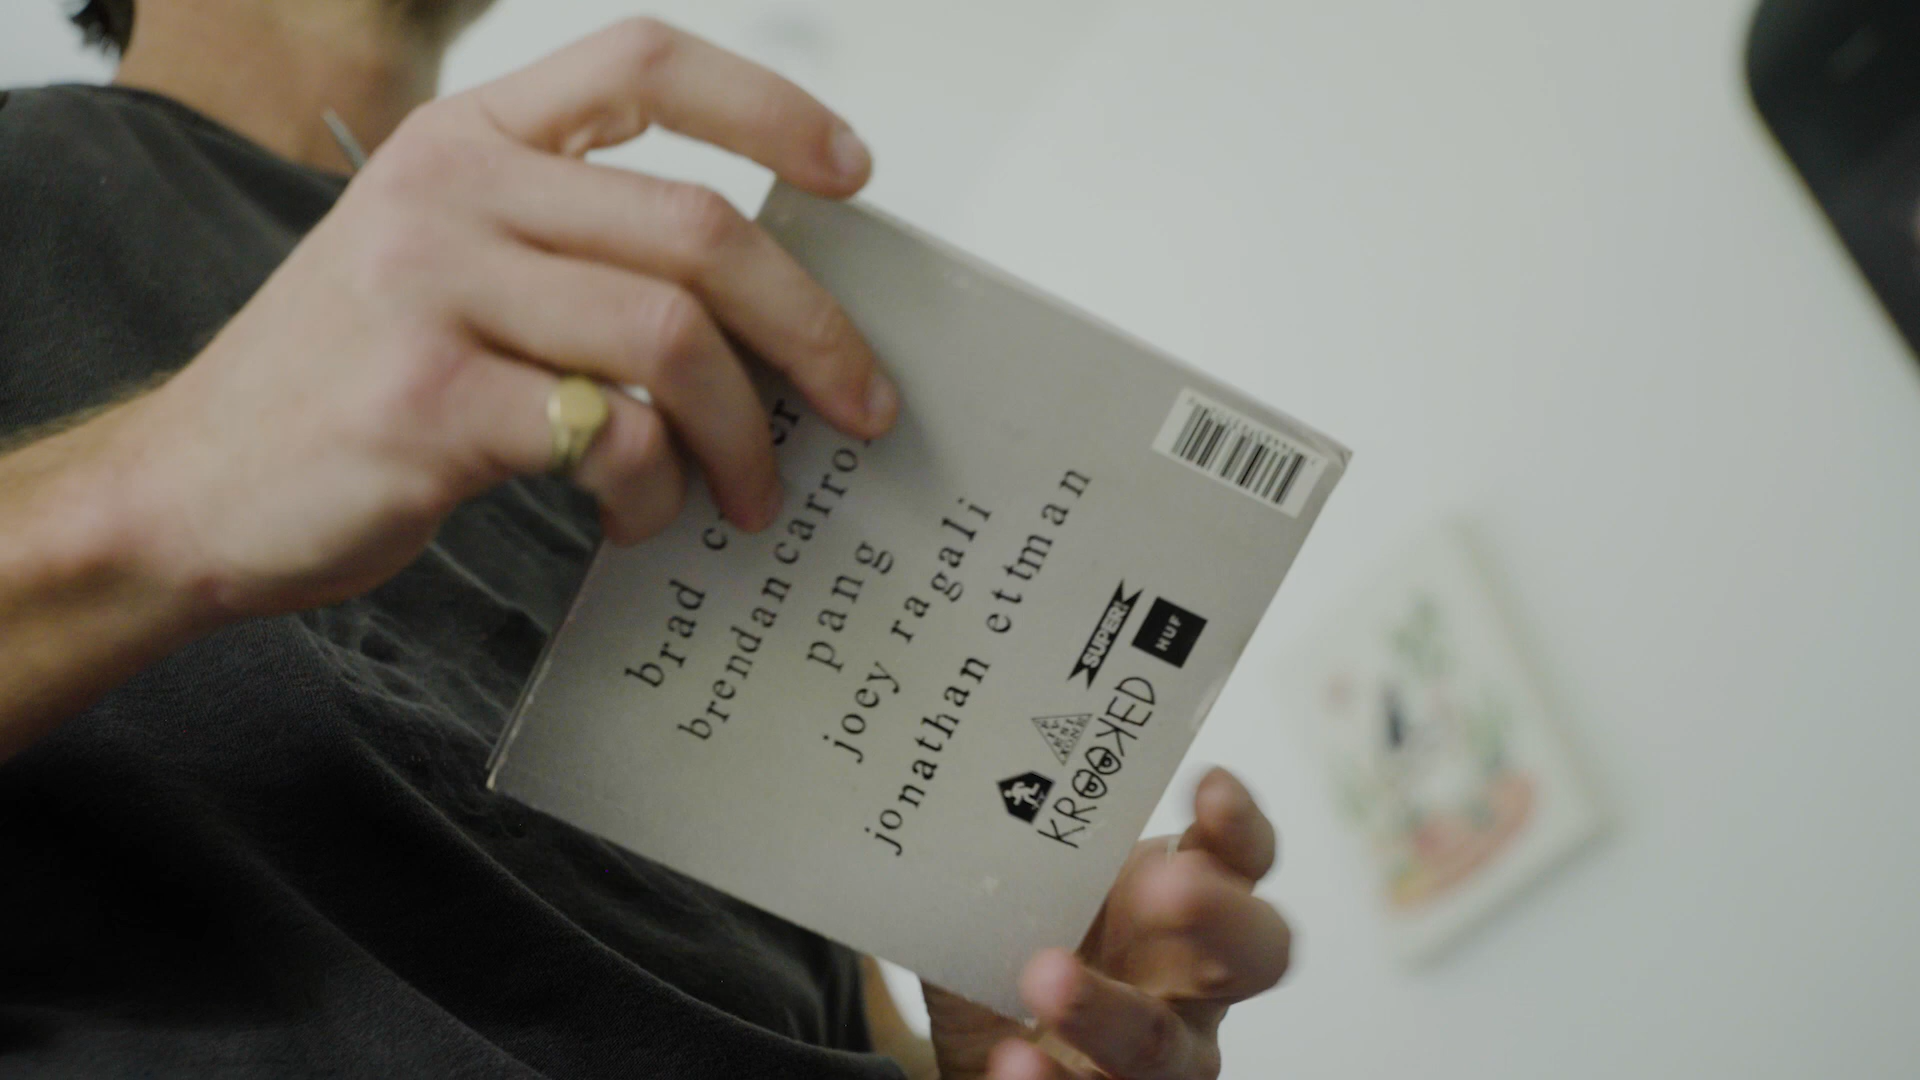 brad
brendan carro
pang
joey ragali
jonathan ettman
SUPER!
HUF
KROOKED